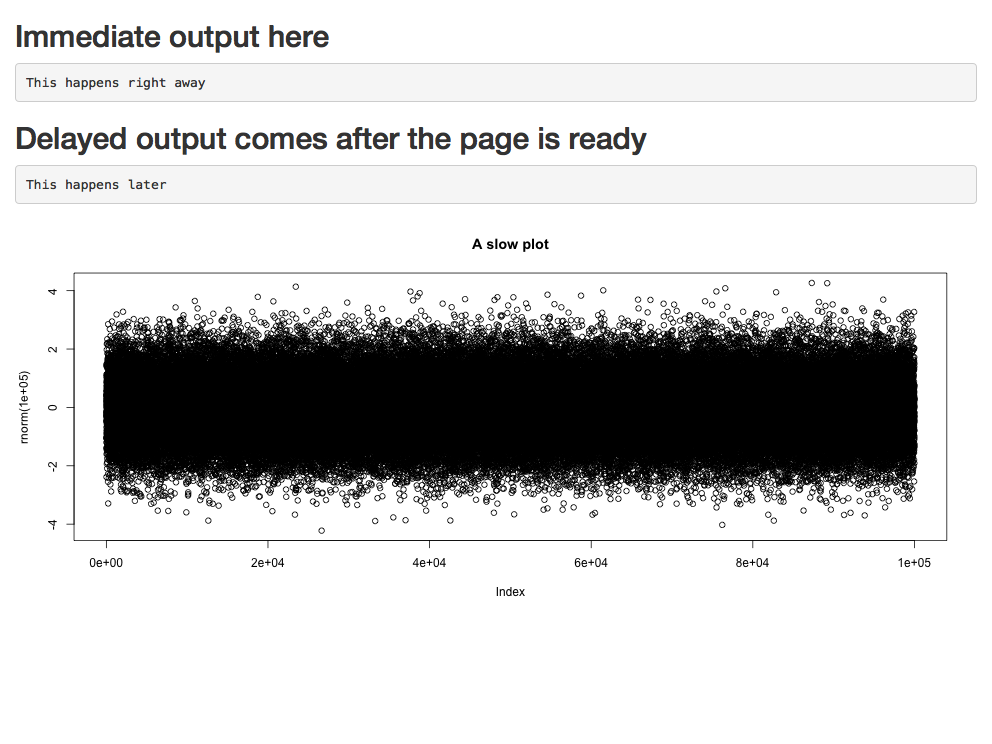 Immediate output here
This happens right away
Delayed output comes after the page is ready
This happens later
A slow plot
4
2
0
-2
-4
rnorm(1e+05)
0e+00 2e+04 4e+04 6e+04 8e+04 1e+05
Index